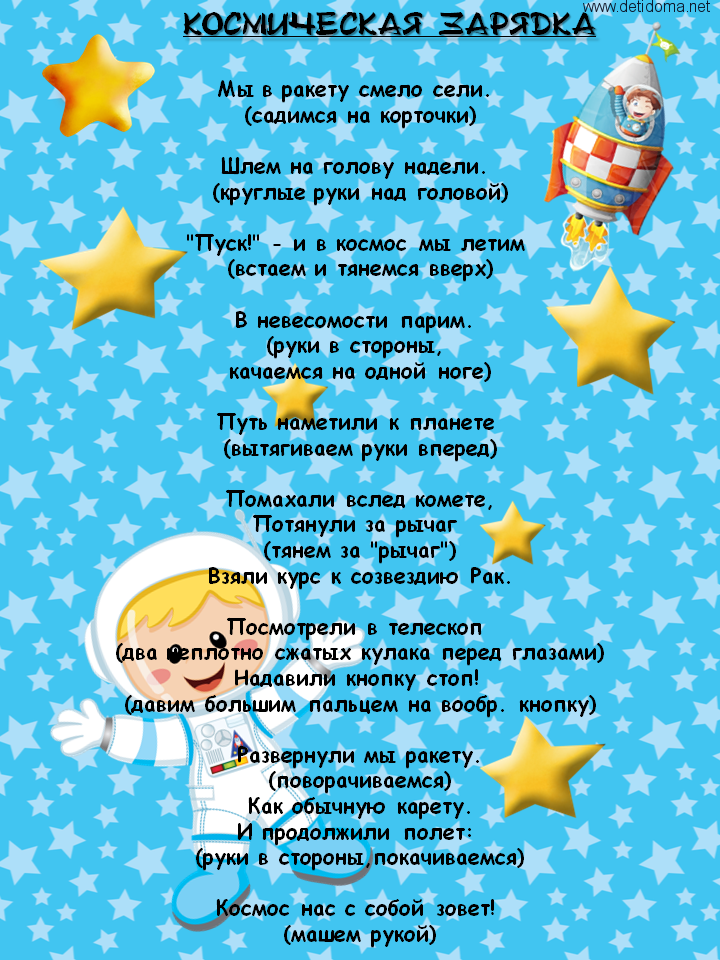 www.detidoma.net
КОСМИЧЕСКАЯ ЗАРЯДКА
Мы в ракету смело сели.
(садимся на корточки)
Шлем на голову надели.
(круглые руки над головой)
"Пуск!" - и в космос мы летим
(встаем и тянемся вверх)
В невесомости парим.
(руки в стороны,
качаемся на одной ноге)
Путь наметили к планете
(вытягиваем руки вперед)
Помахали вслед комете,
Потянули за рычаг
(тянем за "рычаг")
Взяли курс к созвездию Рак.
Посмотрели в телескоп
(два неплотно сжатых кулака перед глазами)
Надавили кнопку стоп!
(давим большим пальцем на вообр. кнопку)
Развернули мы ракету.
(поворачиваемся)
Как обычную карету.
И продолжили полет:
(руки в стороны,покачиваемся)
Космос нас с собой зовет!
(машем рукой)